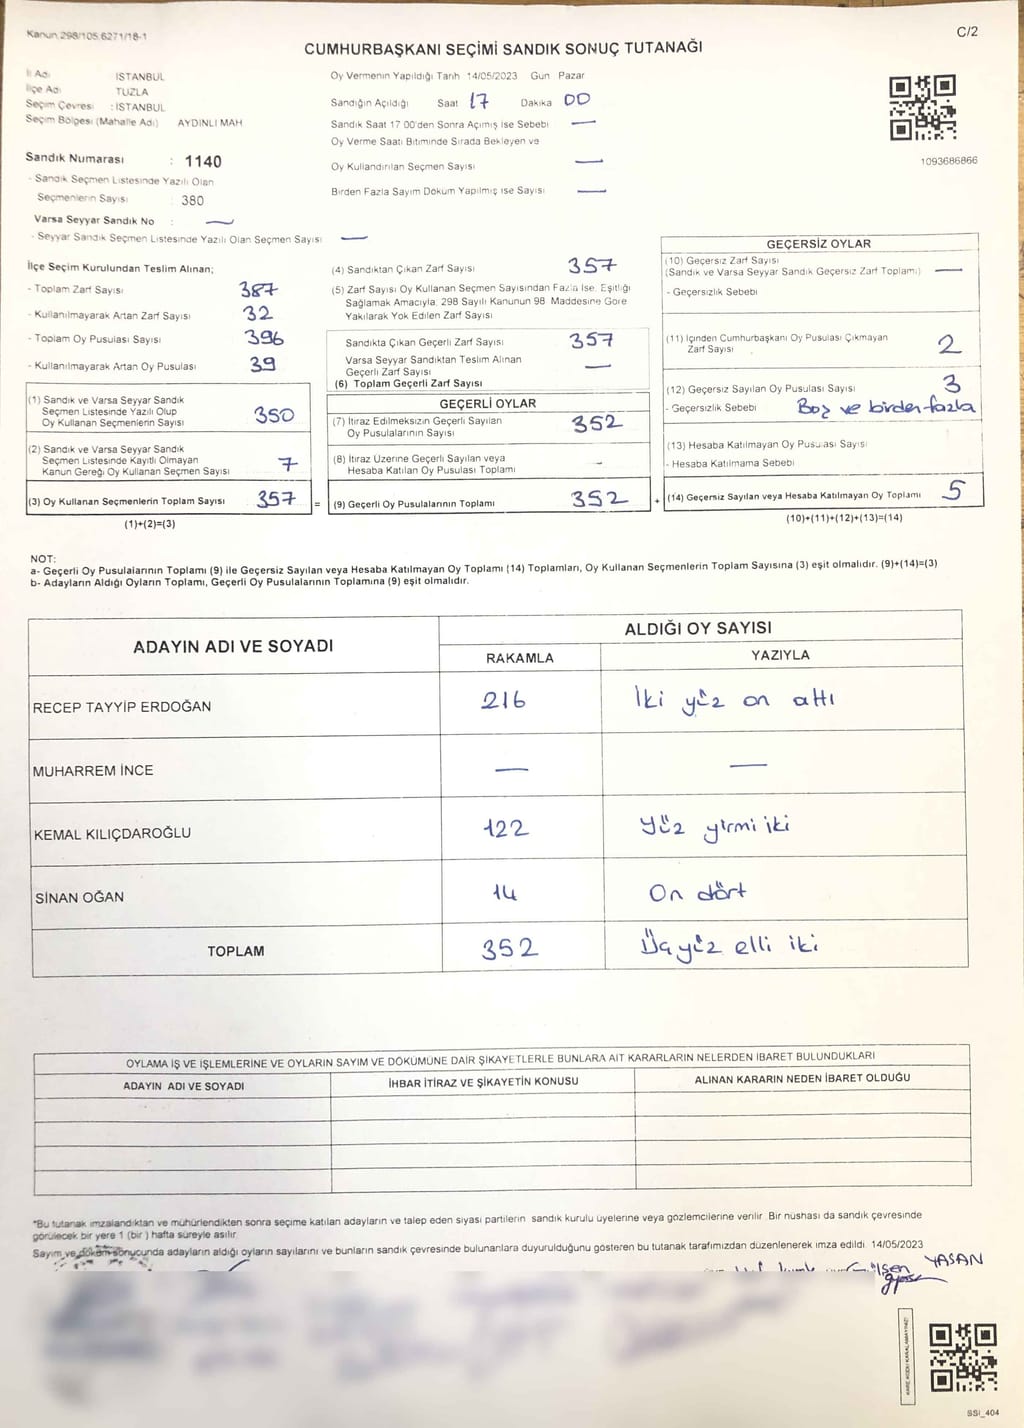 Kanun 298/105 6271/18-1
C/2
CUMHURBAŞKANI SEÇİMİ SANDIK SONUÇ TUTANAĞI
İl Adı İSTANBUL
İlçe Adı TUZLA
Seçim Çevresi : İSTANBUL
Seçim Bölgesi (Mahalle Adı) AYDINLI MAH
Sandık Numarası : 1140
- Sandık Seçmen Listesinde Yazılı Olan
Seçmenlerin Sayısı : 380
Varsa Seyyar Sandık No : —
- Seyyar Sandık Seçmen Listesinde Yazılı Olan Seçmen Sayısı —
Oy Vermenin Yapıldığı Tarih 14/05/2023 Gün Pazar
Sandığın Açıldığı Saat 17 Dakika 00
Sandık Saat 17 00'den Sonra Açımış İse Sebebi —
Oy Verme Saati Bitiminde Sırada Bekleyen ve
Oy Kullandırılan Seçmen Sayısı —
Birden Fazla Sayım Döküm Yapılmış ise Sayısı —
1093686866
İlçe Seçim Kurulundan Teslim Alınan;
- Toplam Zarf Sayısı 387
- Kullanılmayarak Artan Zarf Sayısı 32
- Toplam Oy Pusulası Sayısı 396
- Kullanılmayarak Artan Oy Pusulası 39
(1) Sandık ve Varsa Seyyar Sandık
Seçmen Listesinde Yazılı Olup
Oy Kullanan Seçmenlerin Sayısı 350
(2) Sandık ve Varsa Seyyar Sandık
Seçmen Listesinde Kayıtlı Olmayan
Kanun Gereği Oy Kullanan Seçmen Sayısı 7
(3) Oy Kullanan Seçmenlerin Toplam Sayısı 357 =
(1)+(2)=(3)
(4) Sandıktan Çıkan Zarf Sayısı 357
(5) Zarf Sayısı Oy Kullanan Seçmen Sayısından Fazla İse, Eşitliği
Sağlamak Amacıyla, 298 Sayılı Kanunun 98 Maddesine Göre
Yakılarak Yok Edilen Zarf Sayısı
Sandıkta Çıkan Geçerli Zarf Sayısı 357
Varsa Seyyar Sandıktan Teslim Alınan
Geçerli Zarf Sayısı —
(6) Toplam Geçerli Zarf Sayısı
GEÇERLİ OYLAR
(7) İtiraz Edilmeksizin Geçerli Sayılan
Oy Pusulalarının Sayısı 352
(8) İtiraz Üzerine Geçerli Sayılan veya
Hesaba Katılan Oy Pusulası Toplamı -
(9) Geçerli Oy Pusulalarının Toplamı 352 +
GEÇERSİZ OYLAR
(10) Geçersiz Zarf Sayısı
(Sandık ve Varsa Seyyar Sandık Geçersiz Zarf Toplamı) —
- Geçersizlik Sebebi
(11) İçinden Cumhurbaşkanı Oy Pusulası Çıkmayan
Zarf Sayısı 2
(12) Geçersiz Sayılan Oy Pusulası Sayısı 3
- Geçersizlik Sebebi Boş ve birden fazla
(13) Hesaba Katılmayan Oy Pusulası Sayısı
- Hesaba Katılmama Sebebi
(14) Geçersiz Sayılan veya Hesaba Katılmayan Oy Toplamı 5
(10)+(11)+(12)+(13)=(14)
NOT:
a- Geçerli Oy Pusulalarının Toplamı (9) ile Geçersiz Sayılan veya Hesaba Katılmayan Oy Toplamı (14) Toplamları, Oy Kullanan Seçmenlerin Toplam Sayısına (3) eşit olmalıdır. (9)+(14)=(3)
b- Adayların Aldığı Oyların Toplamı, Geçerli Oy Pusulalarının Toplamına (9) eşit olmalıdır.
ADAYIN ADI VE SOYADI
ALDIĞI OY SAYISI
RAKAMLA YAZIYLA
RECEP TAYYİP ERDOĞAN 216 İki yüz on altı
MUHARREM İNCE — —
KEMAL KILIÇDAROĞLU 122 Yüz yirmi iki
SİNAN OĞAN 14 On dört
TOPLAM 352 Üçyüz elli iki
OYLAMA İŞ VE İŞLEMLERİNE VE OYLARIN SAYIM VE DÖKÜMÜNE DAİR ŞİKAYETLERLE BUNLARA AİT KARARLARIN NELERDEN İBARET BULUNDUKLARI
ADAYIN ADI VE SOYADI İHBAR İTİRAZ VE ŞİKAYETİN KONUSU ALINAN KARARIN NEDEN İBARET OLDUĞU
*Bu tutanak imzalandıktan ve mühürlendikten sonra seçime katılan adayların ve talep eden siyasi partilerin sandık kurulu üyelerine veya gözlemcilerine verilir. Bir nüshası da sandık çevresinde
görülecek bir yere 1 (bir) hafta süreyle asılır
Sayım ve döküm sonucunda adayların aldığı oyların sayılarını ve bunların sandık çevresinde bulunanlara duyurulduğunu gösteren bu tutanak tarafımızdan düzenlenerek imza edildi. 14/05/2023
YASAN
KARE KODU KARALAMAYINIZ!
SSİ_404